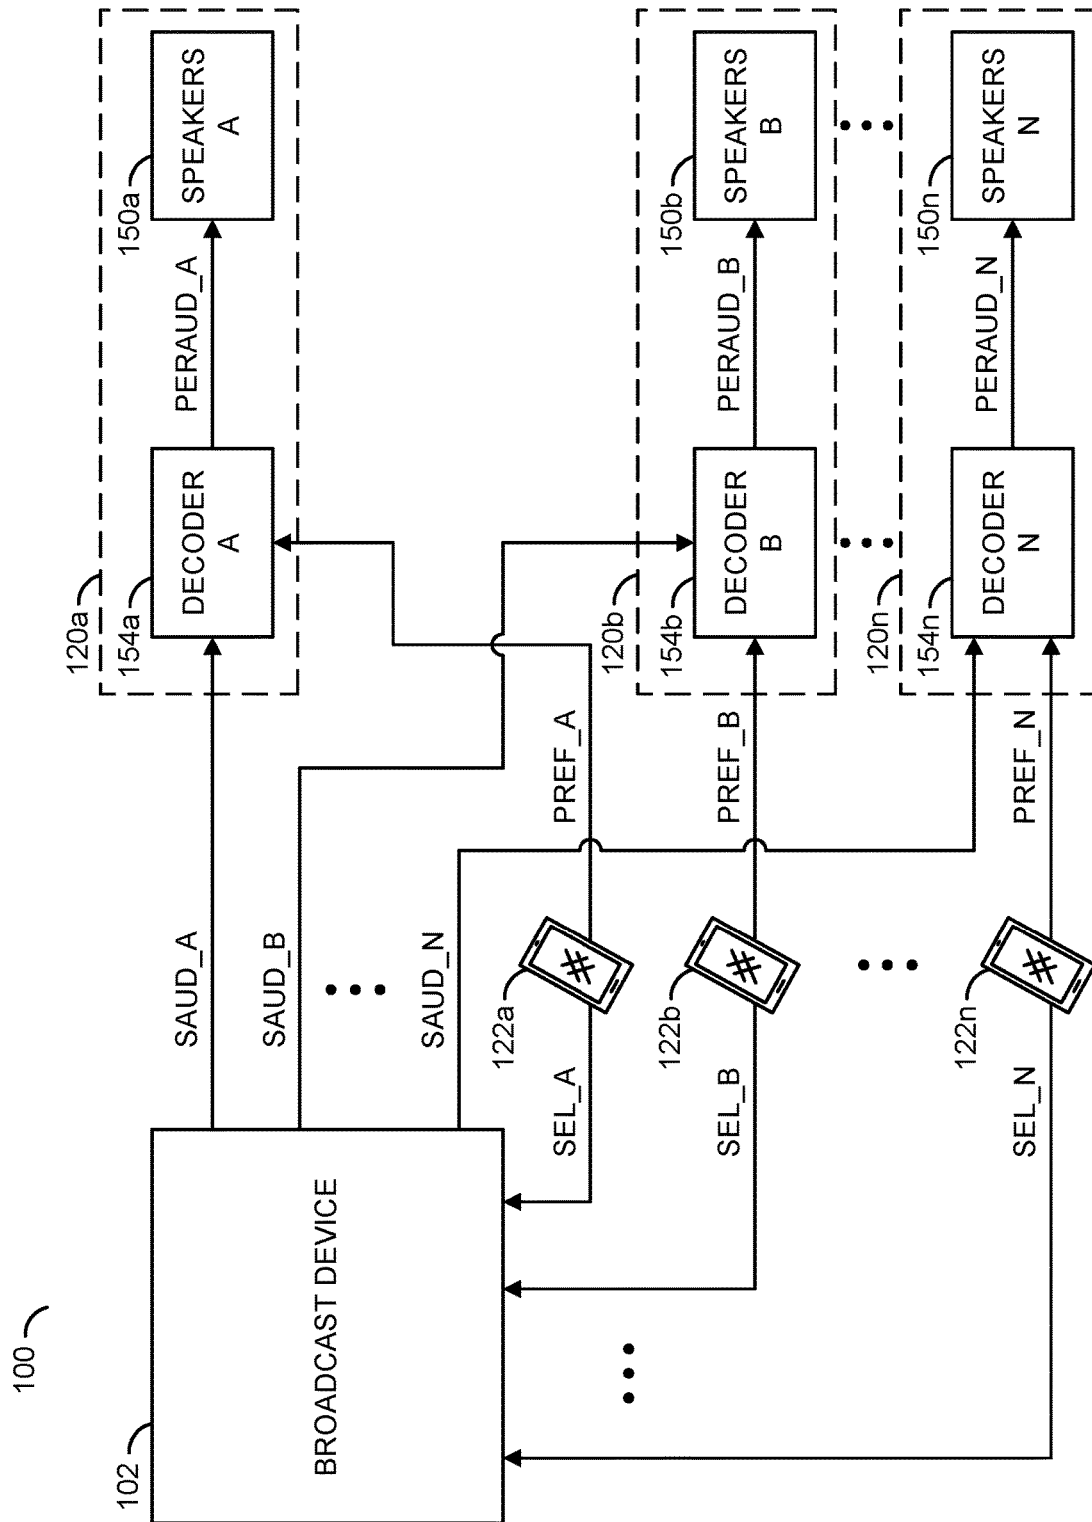 100
102
BROADCAST DEVICE
SAUD_A
SAUD_B
SAUD_N
SEL_A
122a
PREF_A
SEL_B
122b
PREF_B
SEL_N
122n
PREF_N
120a
154a
DECODER
A
PERAUD_A
150a
SPEAKERS
A
120b
154b
DECODER
B
PERAUD_B
150b
SPEAKERS
B
120n
154n
DECODER
N
PERAUD_N
150n
SPEAKERS
N